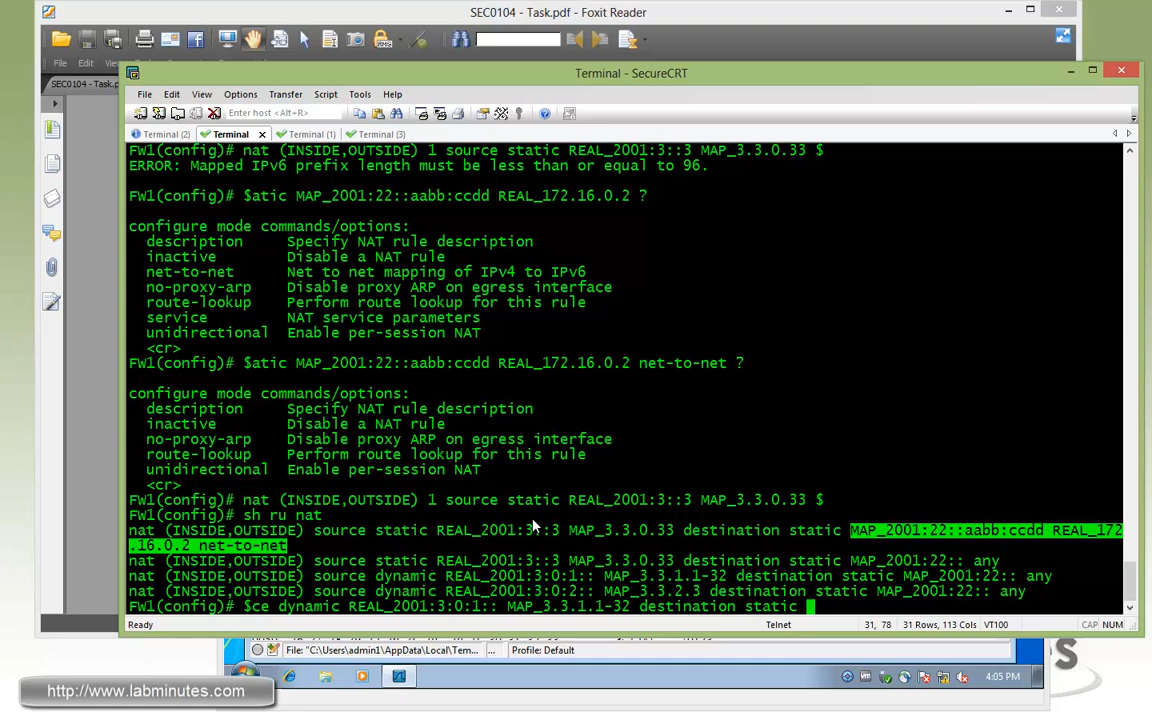 SEC0104 - Task.pdf - Foxit Reader
File Edit
SEC0104 - Task.p
Terminal - SecureCRT
File Edit View Options Transfer Script Tools Help
Enter host <Alt+R>
Terminal (2) Terminal Terminal (1) Terminal (3)
FW1(config)# nat (INSIDE,OUTSIDE) 1 source static REAL_2001:3::3 MAP_3.3.0.33 $
ERROR: Mapped IPv6 prefix length must be less than or equal to 96.
FW1(config)# $atic MAP_2001:22::aabb:ccdd REAL_172.16.0.2 ?
configure mode commands/options:
description Specify NAT rule description
inactive Disable a NAT rule
net-to-net Net to net mapping of IPv4 to IPv6
no-proxy-arp Disable proxy ARP on egress interface
route-lookup Perform route lookup for this rule
service NAT service parameters
unidirectional Enable per-session NAT
<cr>
FW1(config)# $atic MAP_2001:22::aabb:ccdd REAL_172.16.0.2 net-to-net ?
configure mode commands/options:
description Specify NAT rule description
inactive Disable a NAT rule
no-proxy-arp Disable proxy ARP on egress interface
route-lookup Perform route lookup for this rule
unidirectional Enable per-session NAT
<cr>
FW1(config)# nat (INSIDE,OUTSIDE) 1 source static REAL_2001:3::3 MAP_3.3.0.33 $
FW1(config)# sh ru nat
nat (INSIDE,OUTSIDE) source static REAL_2001:3::3 MAP_3.3.0.33 destination static MAP_2001:22::aabb:ccdd REAL_172
.16.0.2 net-to-net
nat (INSIDE,OUTSIDE) source static REAL_2001:3::3 MAP_3.3.0.33 destination static MAP_2001:22:: any
nat (INSIDE,OUTSIDE) source dynamic REAL_2001:3:0:1:: MAP_3.3.1.1-32 destination static MAP_2001:22:: any
nat (INSIDE,OUTSIDE) source dynamic REAL_2001:3:0:2:: MAP_3.3.2.3 destination static MAP_2001:22:: any
FW1(config)# $ce dynamic REAL_2001:3:0:1:: MAP_3.3.1.1-32 destination static
Ready Telnet 31, 78 31 Rows, 113 Cols VT100 CAP NUM
File: "C:\Users\admin1\AppData\Local\Tem... ... Profile: Default
4:05 PM
http://www.labminutes.com